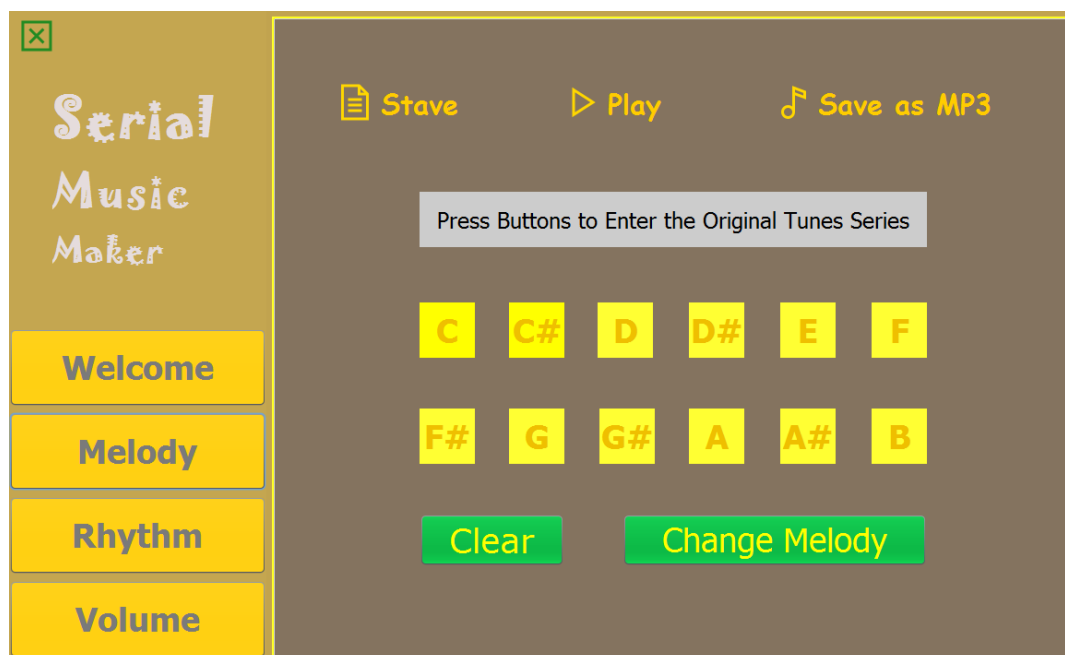 Serial
Music
Maker
Welcome
Melody
Rhythm
Volume
Stave Play Save as MP3
Press Buttons to Enter the Original Tunes Series
C C# D D# E F
F# G G# A A# B
Clear Change Melody